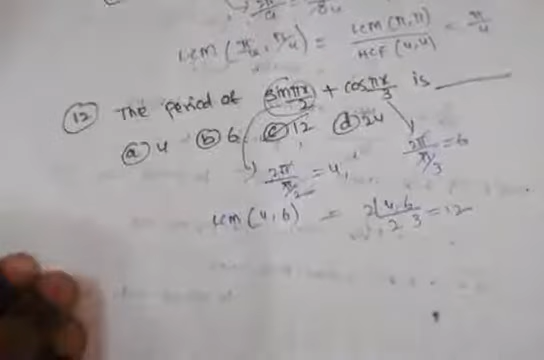 LCM (π/4, π/4) = LCM (π, π) / HCF (4, 4) = π/4
(12) The period of sin πx/2 + cos πx/3 is ______
(a) 4 (b) 6 (c) 12 (d) 24
2π / π/2 = 4,
2π / π/3 = 6
LCM (4, 6) = 2 | 4, 6 / 2 3 = 12